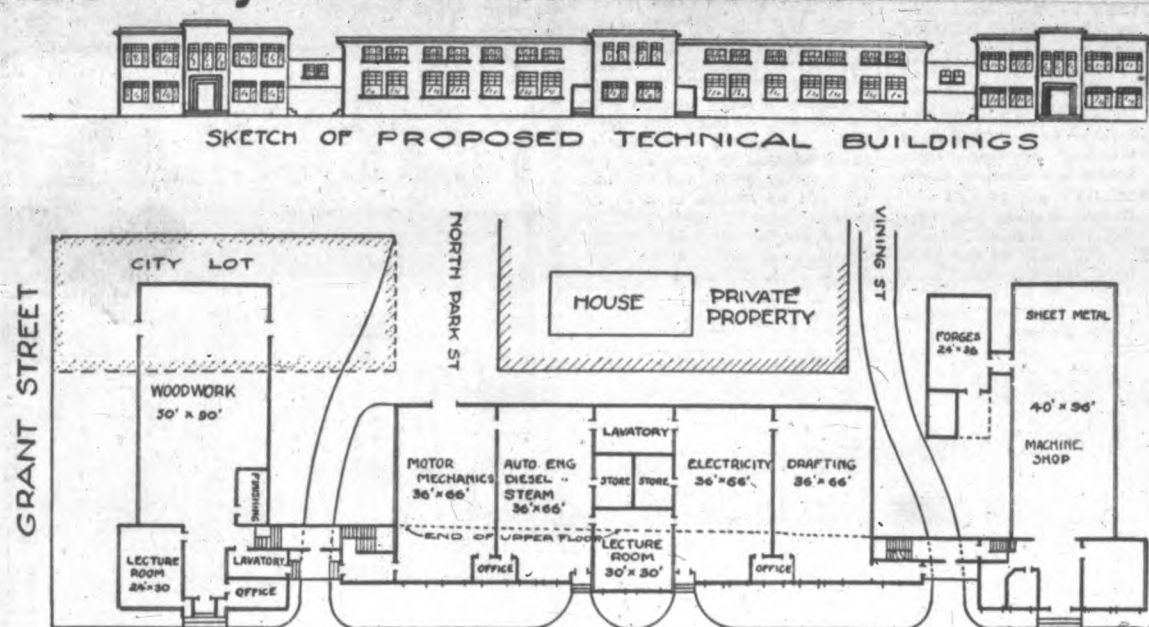 SKETCH OF PROPOSED TECHNICAL BUILDINGS
GRANT STREET
CITY LOT
WOODWORK
50' x 90'
FINISHING
LECTURE
ROOM
24'x30
LAVATORY
OFFICE
NORTH PARK ST
HOUSE
PRIVATE
PROPERTY
VINING ST
MOTOR
MECHANICS
36'x66'
AUTO. ENG
DIESEL "
STEAM
36'x66'
OFFICE
LAVATORY
STORE
STORE
ELECTRICITY
36'x66'
DRAFTING
36'x66'
END OF UPPER FLOOR
LECTURE
ROOM
30'x30'
OFFICE
FORGES
24'x36
SHEET METAL
40'x96'
MACHINE
SHOP